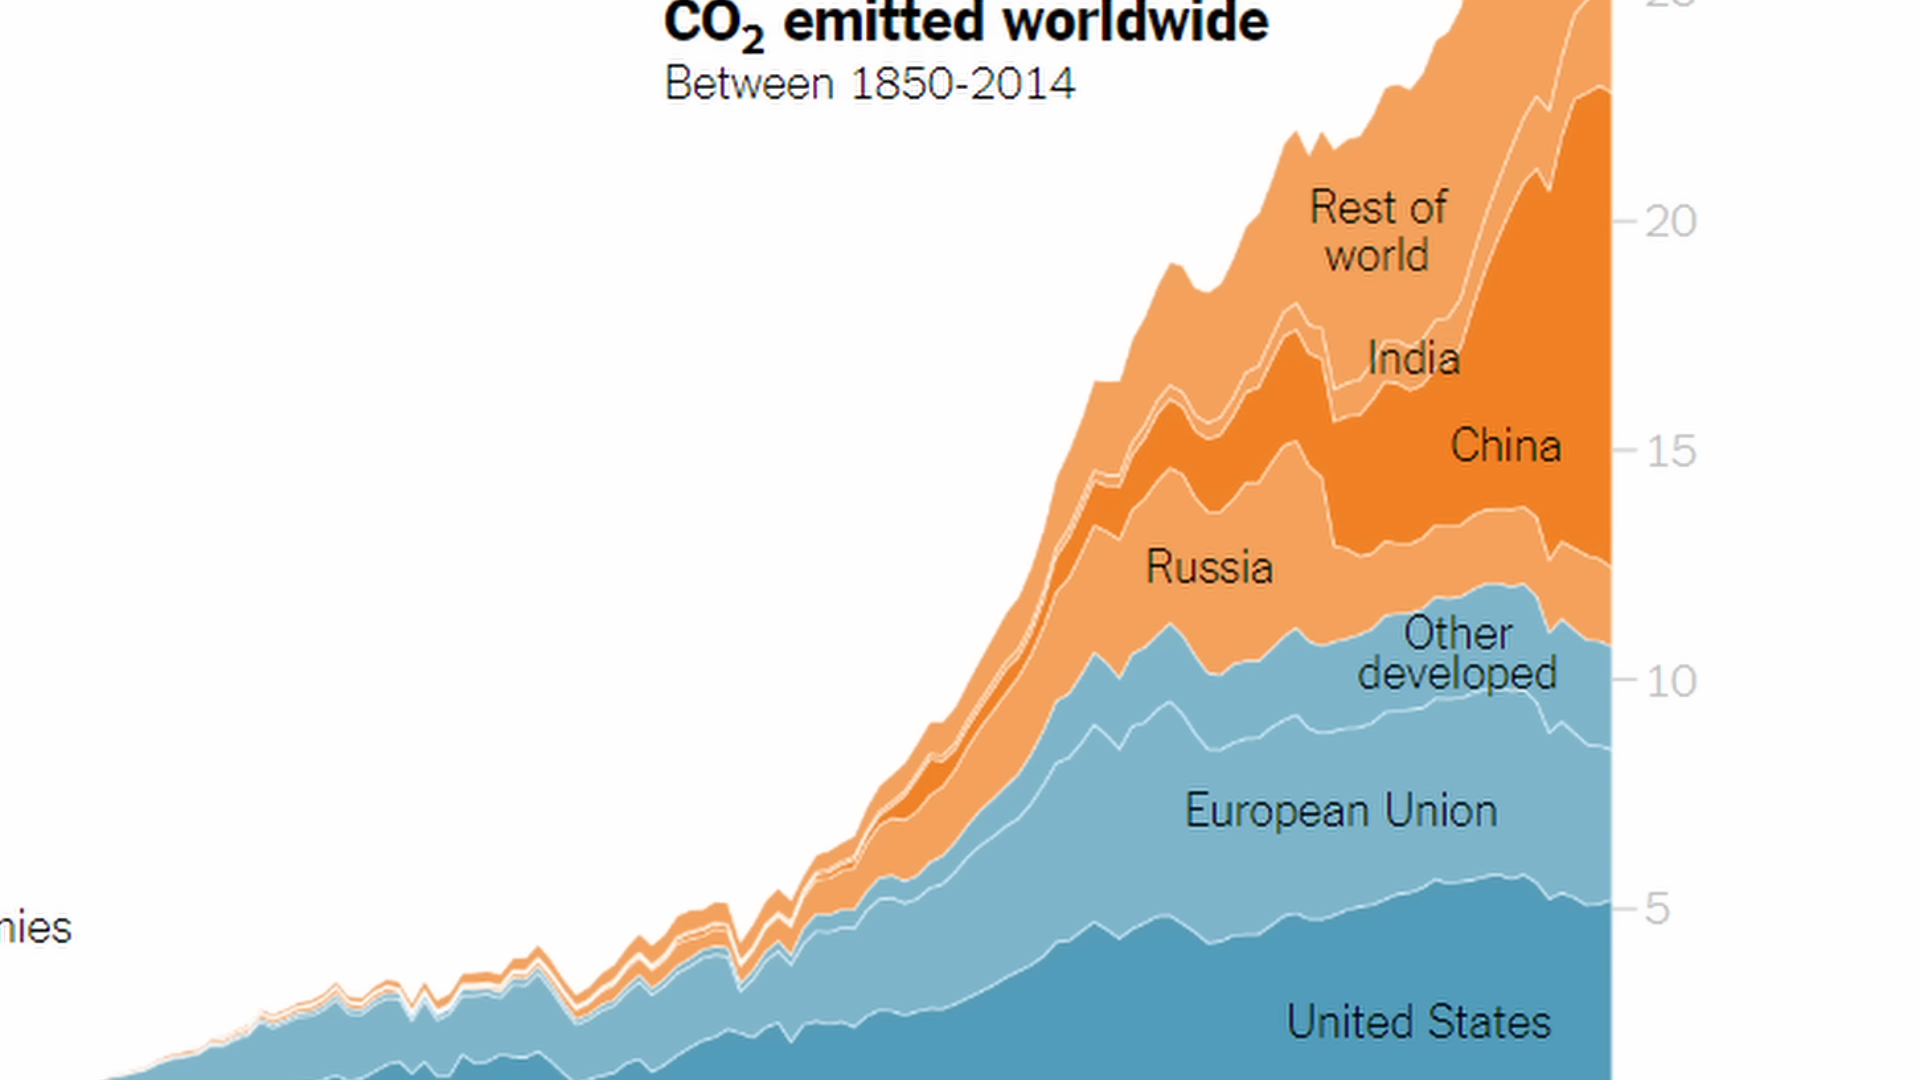 CO₂ emitted worldwide
Between 1850-2014
Rest of
world
20
India
China
15
Russia
Other
developed
10
European Union
5
United States